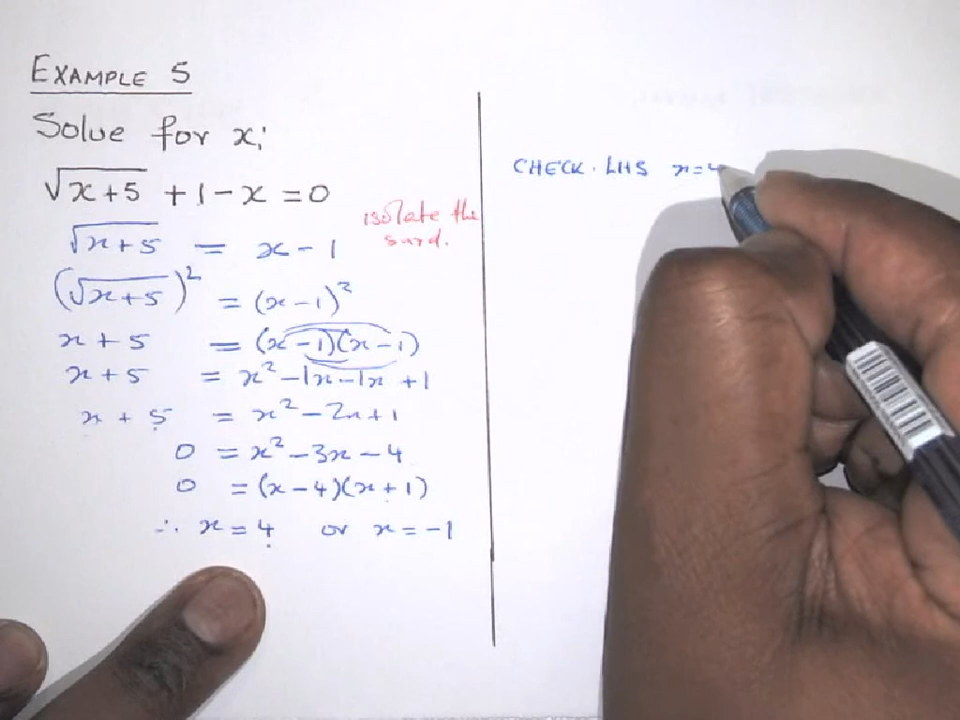 EXAMPLE 5
Solve for x;
√x+5 + 1 - x = 0
isolate the
surd.
√x+5 = x - 1
(√x+5)² = (x - 1)²
x + 5 = (x - 1)(x - 1)
x + 5 = x² - 1x - 1x + 1
x + 5 = x² - 2x + 1
0 = x² - 3x - 4
0 = (x - 4)(x + 1)
∴ x = 4 or x = -1
CHECK. LHS x = 4